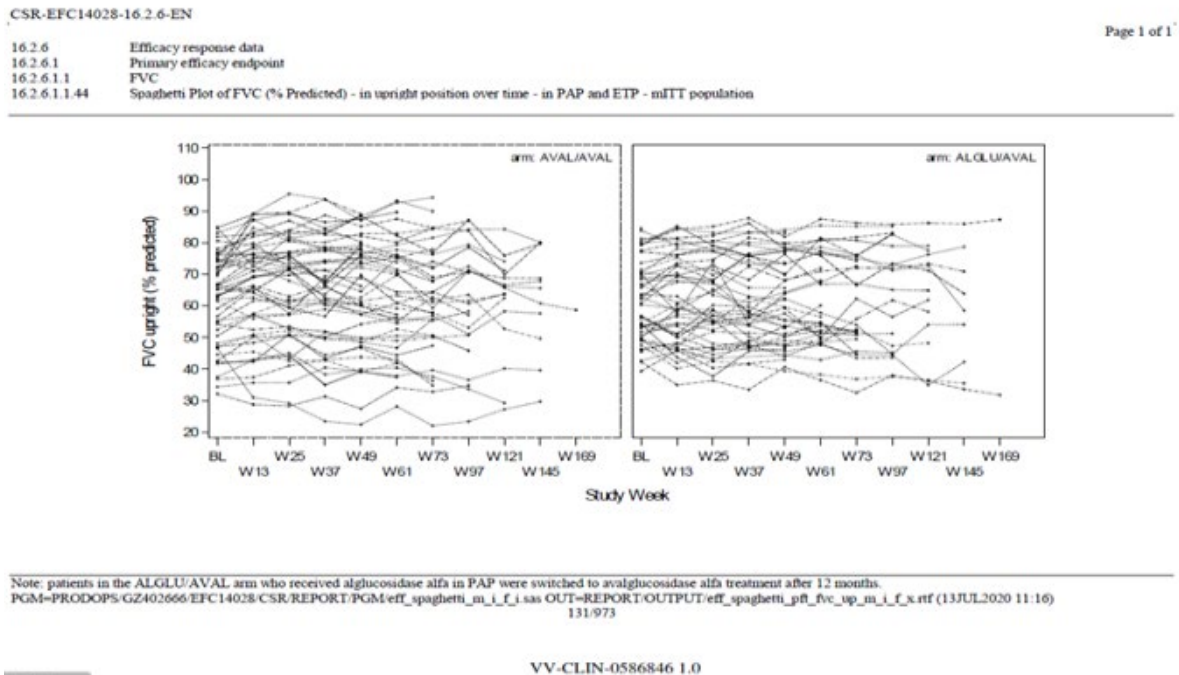 CSR-EFC14028-16.2.6-EN
Page 1 of 1
16.2.6 Efficacy response data
16.2.6.1 Primary efficacy endpoint
16.2.6.1.1 FVC
16.2.6.1.1.44 Spaghetti Plot of FVC (% Predicted) - in upright position over time - in PAP and ETP - mITT population
arm: AVAL/AVAL
arm: ALGLU/AVAL
FVC upright (% predicted)
110
100
90
80
70
60
50
40
30
20
BL W13 W25 W37 W49 W61 W73 W97 W121 W145 W169
BL W13 W25 W37 W49 W61 W73 W97 W121 W145 W169
Study Week
Note: patients in the ALGLU/AVAL arm who received alglucosidase alfa in PAP were switched to avalglucosidase alfa treatment after 12 months.
PGM=PRODOPS/GZ402666/EFC14028/CSR/REPORT/PGM/eff_spaghetti_m_i_f_i.sas OUT=REPORT/OUTPUT/eff_spaghetti_pft_fvc_up_m_i_f_x.rtf (13JUL2020 11:16)
131/973
VV-CLIN-0586846 1.0